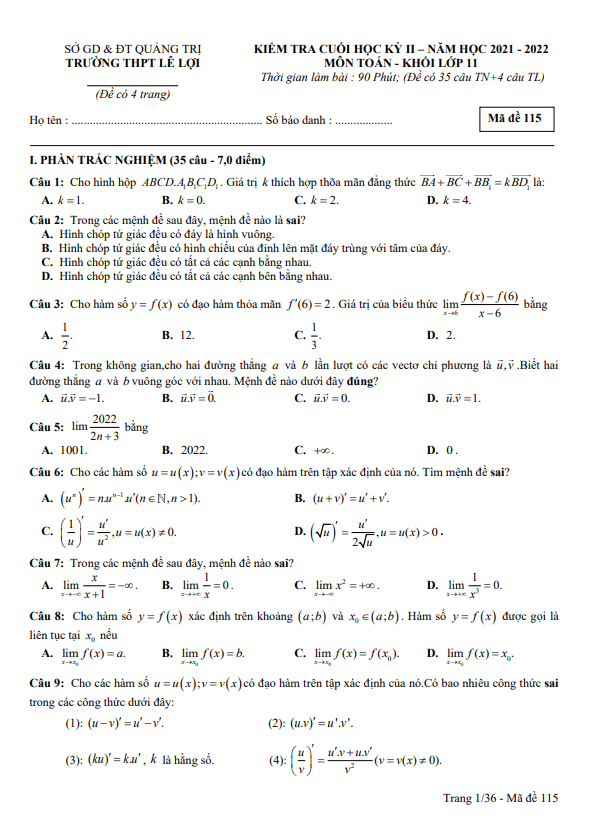 SỞ GD & ĐT QUẢNG TRỊ
TRƯỜNG THPT LÊ LỢI
(Đề có 4 trang)
KIỂM TRA CUỐI HỌC KỲ II – NĂM HỌC 2021 - 2022
MÔN TOÁN - KHỐI LỚP 11
Thời gian làm bài : 90 Phút; (Đề có 35 câu TN+4 câu TL)
Họ tên : ............................................................... Số báo danh : ...................
Mã đề 115
I. PHẦN TRẮC NGHIỆM (35 câu - 7,0 điểm)
Câu 1: Cho hình hộp $ABCD.A_1B_1C_1D_1$. Giá trị $k$ thích hợp thõa mãn đẳng thức $\overrightarrow{BA}+\overrightarrow{BC}+\overrightarrow{BB_1}=k\overrightarrow{BD_1}$ là:
A. $k=1$. B. $k=0$. C. $k=2$. D. $k=4$.
Câu 2: Trong các mệnh đề sau đây, mệnh đề nào là sai?
A. Hình chóp tứ giác đều có đáy là hình vuông.
B. Hình chóp tứ giác đều có hình chiếu của đỉnh lên mặt đáy trùng với tâm của đáy.
C. Hình chóp tứ giác đều có tất cả các cạnh bằng nhau.
D. Hình chóp tứ giác đều có tất cả các cạnh bên bằng nhau.
Câu 3: Cho hàm số $y=f(x)$ có đạo hàm thỏa mãn $f'(6)=2$. Giá trị của biểu thức $\lim_{x\to 6}\frac{f(x)-f(6)}{x-6}$ bằng
A. $\frac{1}{2}$. B. 12. C. $\frac{1}{3}$. D. 2.
Câu 4: Trong không gian,cho hai đường thẳng $a$ và $b$ lần lượt có các vectơ chỉ phương là $\vec{u},\vec{v}$.Biết hai
đường thẳng $a$ và $b$ vuông góc với nhau. Mệnh đề nào dưới đây đúng?
A. $\vec{u}.\vec{v}=-1$. B. $\vec{u}.\vec{v}=\vec{0}$. C. $\vec{u}.\vec{v}=0$. D. $\vec{u}.\vec{v}=1$.
Câu 5: $\lim\frac{2022}{2n+3}$ bằng
A. 1001. B. 2022. C. $+\infty$. D. 0 .
Câu 6: Cho các hàm số $u=u(x);v=v(x)$ có đạo hàm trên tập xác định của nó. Tìm mệnh đề sai?
A. $(u^n)'=n.u^{n-1}.u'(n\in\mathbb{N},n>1)$. B. $(u+v)'=u'+v'$.
C. $\left(\frac{1}{u}\right)'=\frac{u'}{u^2},u=u(x)\neq 0$. D. $(\sqrt{u})'=\frac{u'}{2\sqrt{u}},u=u(x)>0$ .
Câu 7: Trong các mệnh đề sau đây, mệnh đề nào sai?
A. $\lim_{x\to-\infty}\frac{x}{x+1}=-\infty$. B. $\lim_{x\to+\infty}\frac{1}{x}=0$. C. $\lim_{x\to-\infty}x^2=+\infty$. D. $\lim_{x\to+\infty}\frac{1}{x^3}=0$.
Câu 8: Cho hàm số $y=f(x)$ xác định trên khoảng $(a;b)$ và $x_0\in(a;b)$. Hàm số $y=f(x)$ được gọi là
liên tục tại $x_0$ nếu
A. $\lim_{x\to x_0}f(x)=a$. B. $\lim_{x\to x_0}f(x)=b$. C. $\lim_{x\to x_0}f(x)=f(x_0)$. D. $\lim_{x\to x_0}f(x)=x_0$.
Câu 9: Cho các hàm số $u=u(x);v=v(x)$ có đạo hàm trên tập xác định của nó.Có bao nhiêu công thức sai
trong các công thức dưới đây:
(1): $(u-v)'=u'-v'$. (2): $(u.v)'=u'.v'$.
(3): $(ku)'=k.u'$ , $k$ là hằng số. (4): $\left(\frac{u}{v}\right)'=\frac{u'.v+u.v'}{v^2}(v=v(x)\neq 0)$.
Trang 1/36 - Mã đề 115